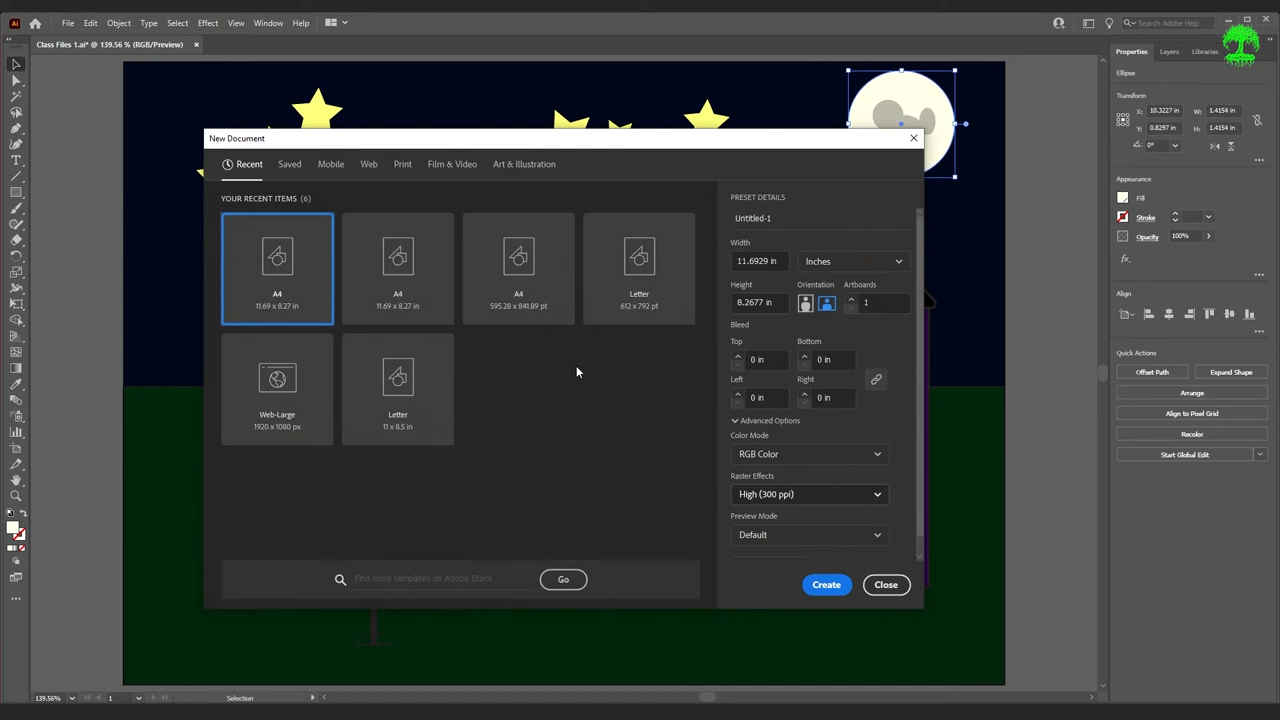 Ai File Edit Object Type Select Effect View Window Help Search Adobe Help
Class Files 1.ai* @ 139.56 % (RGB/Preview) ×
Properties Layers Libraries
Ellipse
Transform
X: 10.3227 in W: 1.4154 in
Y: 0.8297 in H: 1.4154 in
0°
Appearance
Fill
Stroke
Opacity 100%
fx.
Align
Quick Actions
Offset Path Expand Shape
Arrange
Align to Pixel Grid
Recolor
Start Global Edit
New Document
Recent Saved Mobile Web Print Film & Video Art & Illustration
YOUR RECENT ITEMS (6)
A4
11.69 x 8.27 in
A4
11.69 x 8.27 in
A4
595.28 x 841.89 pt
Letter
612 x 792 pt
Web-Large
1920 x 1080 px
Letter
11 x 8.5 in
Find more templates on Adobe Stock Go
PRESET DETAILS
Untitled-1
Width
11.6929 in Inches
Height Orientation Artboards
8.2677 in 1
Bleed
Top Bottom
0 in 0 in
Left Right
0 in 0 in
Advanced Options
Color Mode
RGB Color
Raster Effects
High (300 ppi)
Preview Mode
Default
Create Close
139.56% 1 Selection